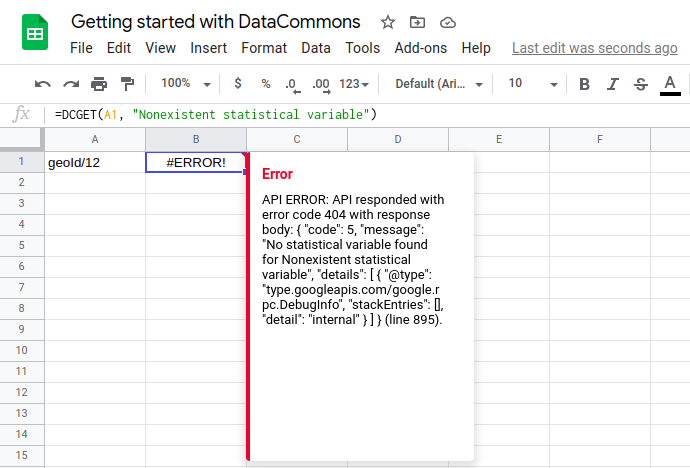 Getting started with DataCommons
File Edit View Insert Format Data Tools Add-ons Help Last edit was seconds ago
100% $ % .0 .00 123 Default (Ari... 10 B I S A
fx =DCGET(A1, "Nonexistent statistical variable")
A B C D E F
1 geoId/12 #ERROR!
Error
2
API ERROR: API responded with
3
error code 404 with response
4
body: { "code": 5, "message":
5
"No statistical variable found
for Nonexistent statistical
6
variable", "details": [ { "@type":
7
"type.googleapis.com/google.r
pc.DebugInfo", "stackEntries": [],
8
"detail": "internal" } ] } (line 895).
9
10
11
12
13
14
15